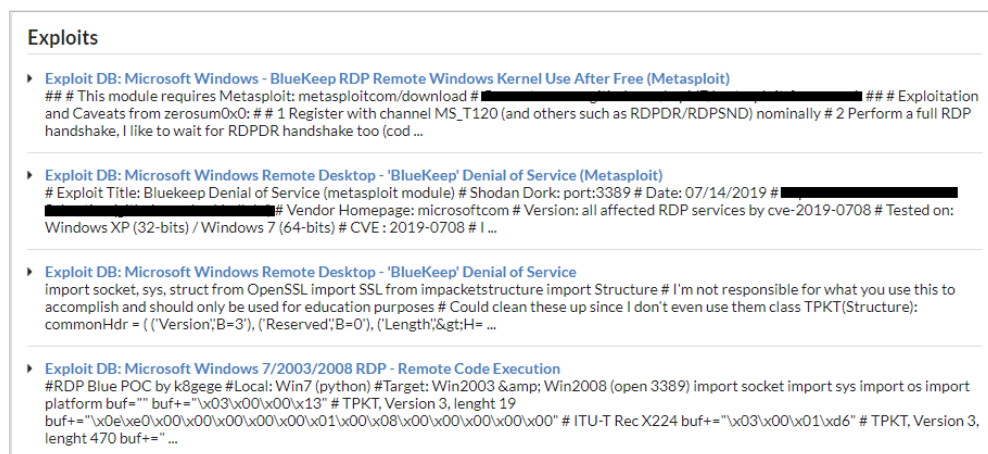 Exploits
Exploit DB: Microsoft Windows - BlueKeep RDP Remote Windows Kernel Use After Free (Metasploit)
## # This module requires Metasploit: metasploitcom/download # ## # Exploitation
and Caveats from zerosum0x0: # # 1 Register with channel MS_T120 (and others such as RDPDR/RDPSND) nominally # 2 Perform a full RDP
handshake, I like to wait for RDPDR handshake too (cod ...
Exploit DB: Microsoft Windows Remote Desktop - 'BlueKeep' Denial of Service (Metasploit)
# Exploit Title: Bluekeep Denial of Service (metasploit module) # Shodan Dork: port:3389 # Date: 07/14/2019 #
# Vendor Homepage: microsoftcom # Version: all affected RDP services by cve-2019-0708 # Tested on:
Windows XP (32-bits) / Windows 7 (64-bits) # CVE : 2019-0708 # I ...
Exploit DB: Microsoft Windows Remote Desktop - 'BlueKeep' Denial of Service
import socket, sys, struct from OpenSSL import SSL from impacketstructure import Structure # I'm not responsible for what you use this to
accomplish and should only be used for education purposes # Could clean these up since I don't even use them class TPKT(Structure):
commonHdr = ( ('Version','B=3'), ('Reserved','B=0'), ('Length','&gt;H= ...
Exploit DB: Microsoft Windows 7/2003/2008 RDP - Remote Code Execution
#RDP Blue POC by k8gege #Local: Win7 (python) #Target: Win2003 &amp; Win2008 (open 3389) import socket import sys import os import
platform buf="" buf+="\x03\x00\x00\x13" # TPKT, Version 3, lenght 19
buf+="\x0e\xe0\x00\x00\x00\x00\x00\x01\x00\x08\x00\x00\x00\x00\x00" # ITU-T Rec X224 buf+="\x03\x00\x01\xd6" # TPKT, Version 3,
lenght 470 buf+=" ...